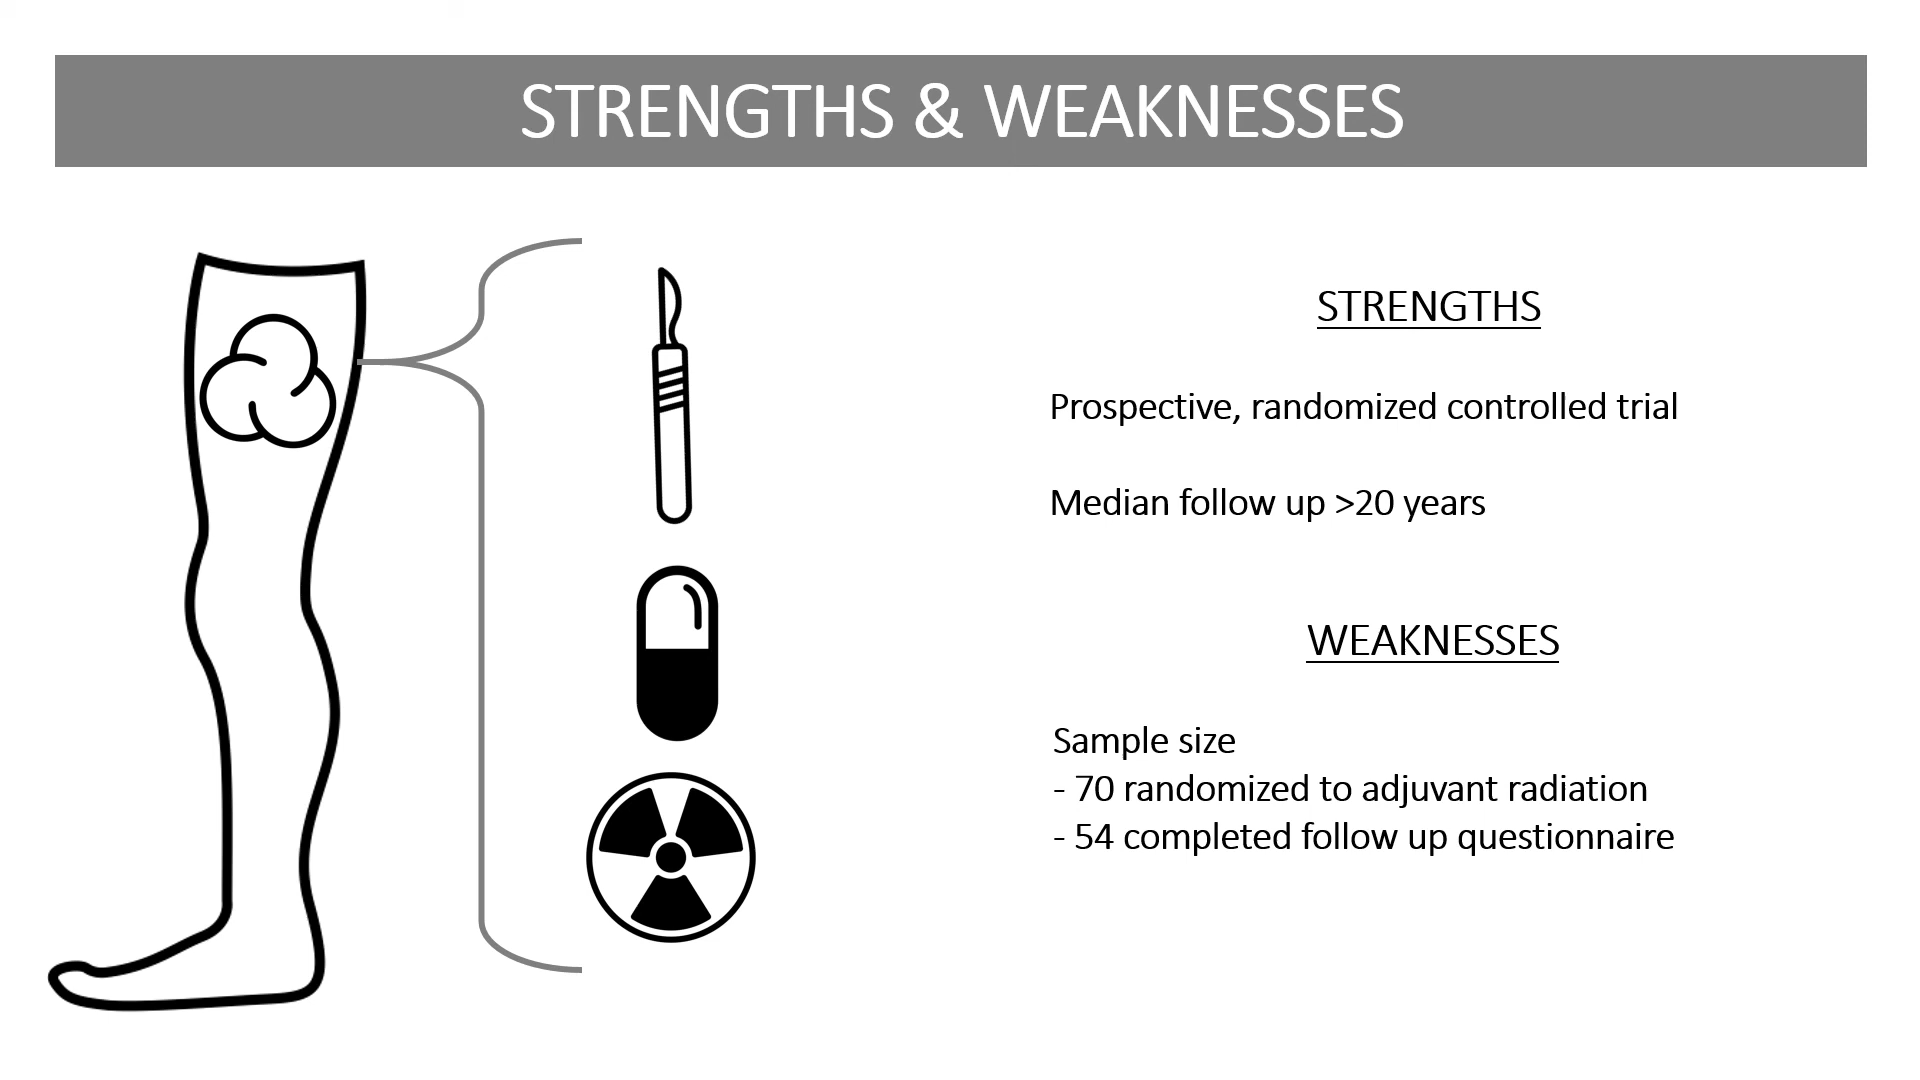 STRENGTHS & WEAKNESSES
STRENGTHS
Prospective, randomized controlled trial
Median follow up >20 years
WEAKNESSES
Sample size
- 70 randomized to adjuvant radiation
- 54 completed follow up questionnaire